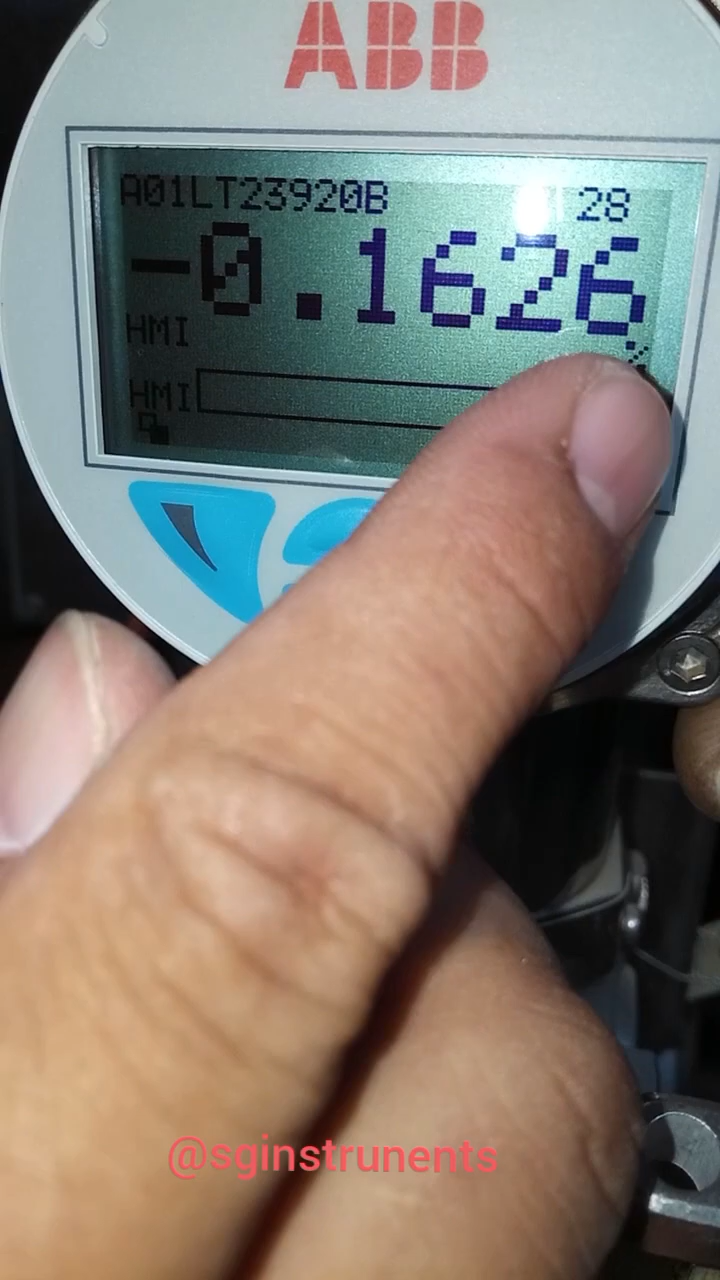 ABB
A01LT23920B 28
-0.1626
HMI %
HMI
@sginstrunents